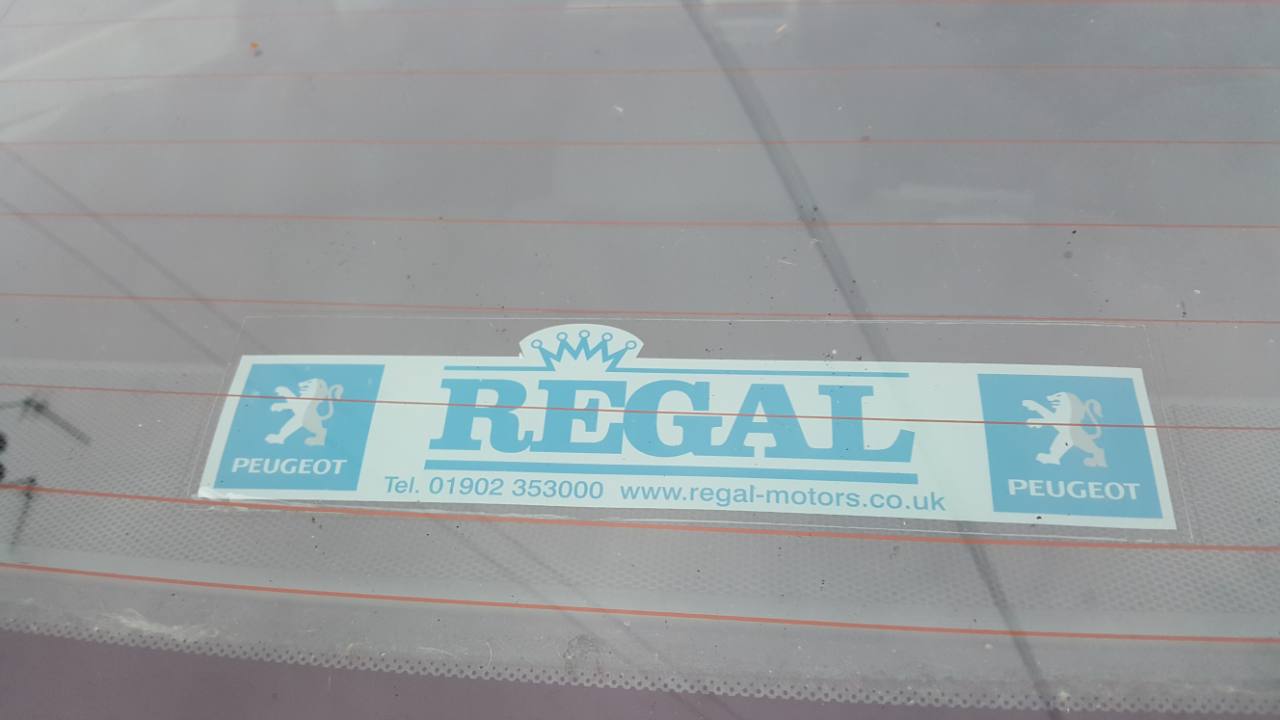 REGAL
PEUGEOT
Tel. 01902 353000 www.regal-motors.co.uk
PEUGEOT